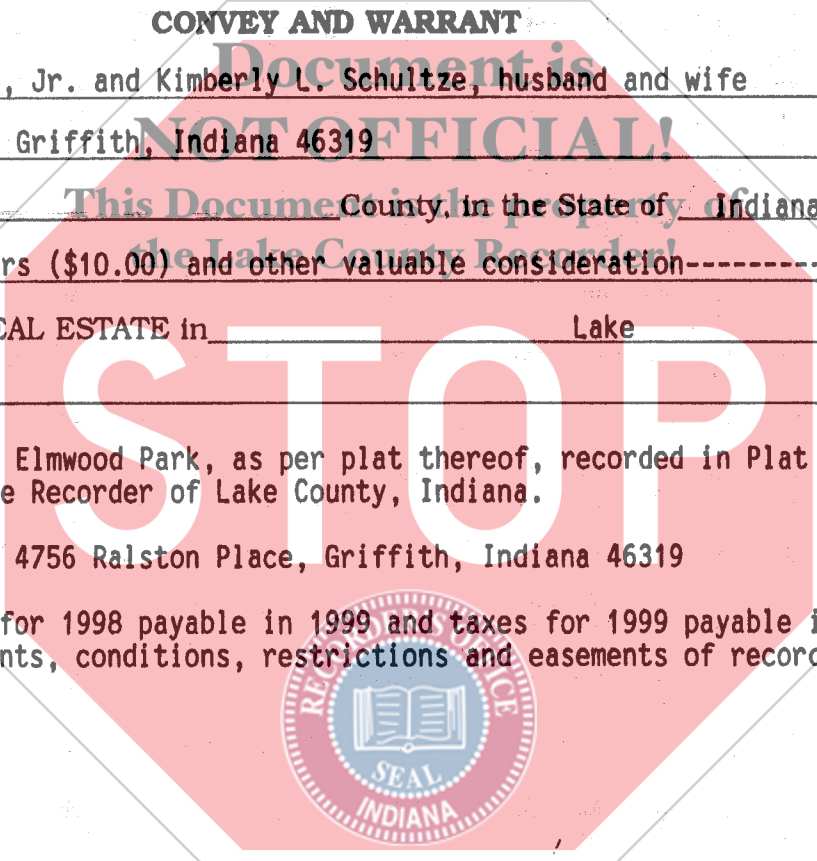 CONVEY AND WARRANT
Document is
, Jr. and Kimberly L. Schultze, husband and wife
NOT OFFICIAL!
Griffith, Indiana 46319
This Document is the property of
County, in the State of Indiana
the Lake County Recorder!
rs ($10.00) and other valuable consideration----------
EAL ESTATE in Lake
STOP
Elmwood Park, as per plat thereof, recorded in Plat
e Recorder of Lake County, Indiana.
4756 Ralston Place, Griffith, Indiana 46319
for 1998 payable in 1999 and taxes for 1999 payable i
nts, conditions, restrictions and easements of record
RECORDER'S OFFICE
SEAL
INDIANA